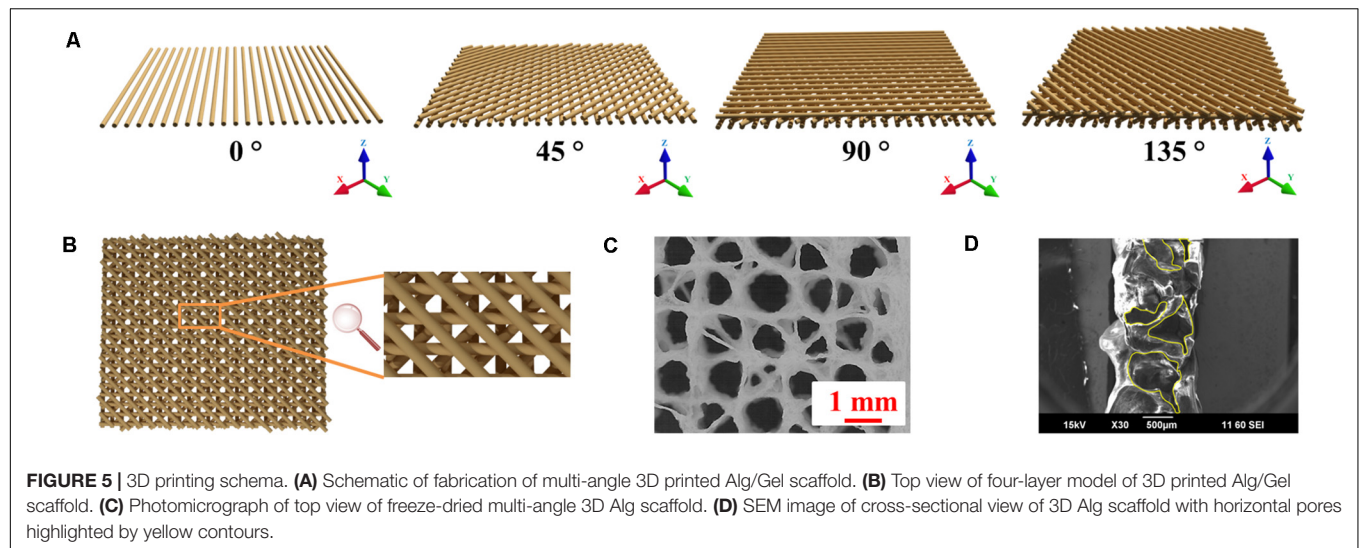 A
0 °
45 °
90 °
135 °
Z
X
Y
Z
X
Y
Z
X
Y
Z
X
Y
B
C
D
1 mm
15kV X30 500µm 11 60 SEI
FIGURE 5 | 3D printing schema. (A) Schematic of fabrication of multi-angle 3D printed Alg/Gel scaffold. (B) Top view of four-layer model of 3D printed Alg/Gel
scaffold. (C) Photomicrograph of top view of freeze-dried multi-angle 3D Alg scaffold. (D) SEM image of cross-sectional view of 3D Alg scaffold with horizontal pores
highlighted by yellow contours.